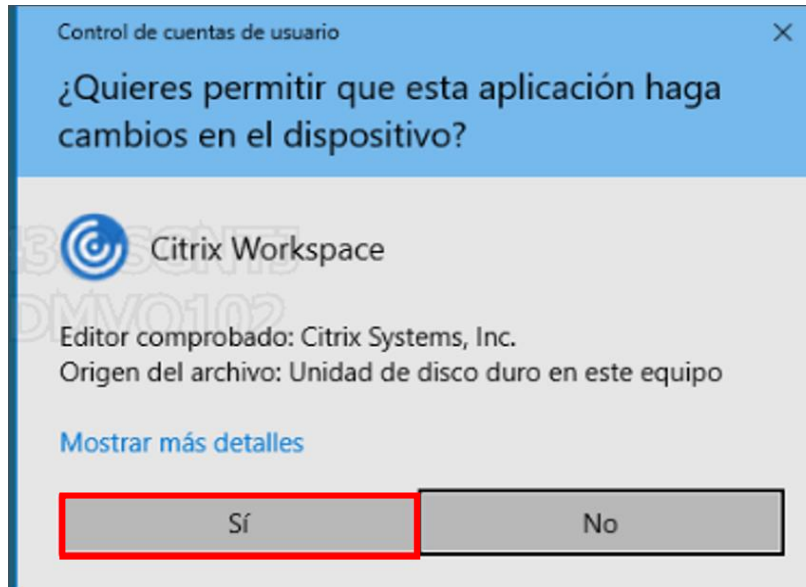 Control de cuentas de usuario
¿Quieres permitir que esta aplicación haga
cambios en el dispositivo?
Citrix Workspace
Editor comprobado: Citrix Systems, Inc.
Origen del archivo: Unidad de disco duro en este equipo
Mostrar más detalles
Sí
No